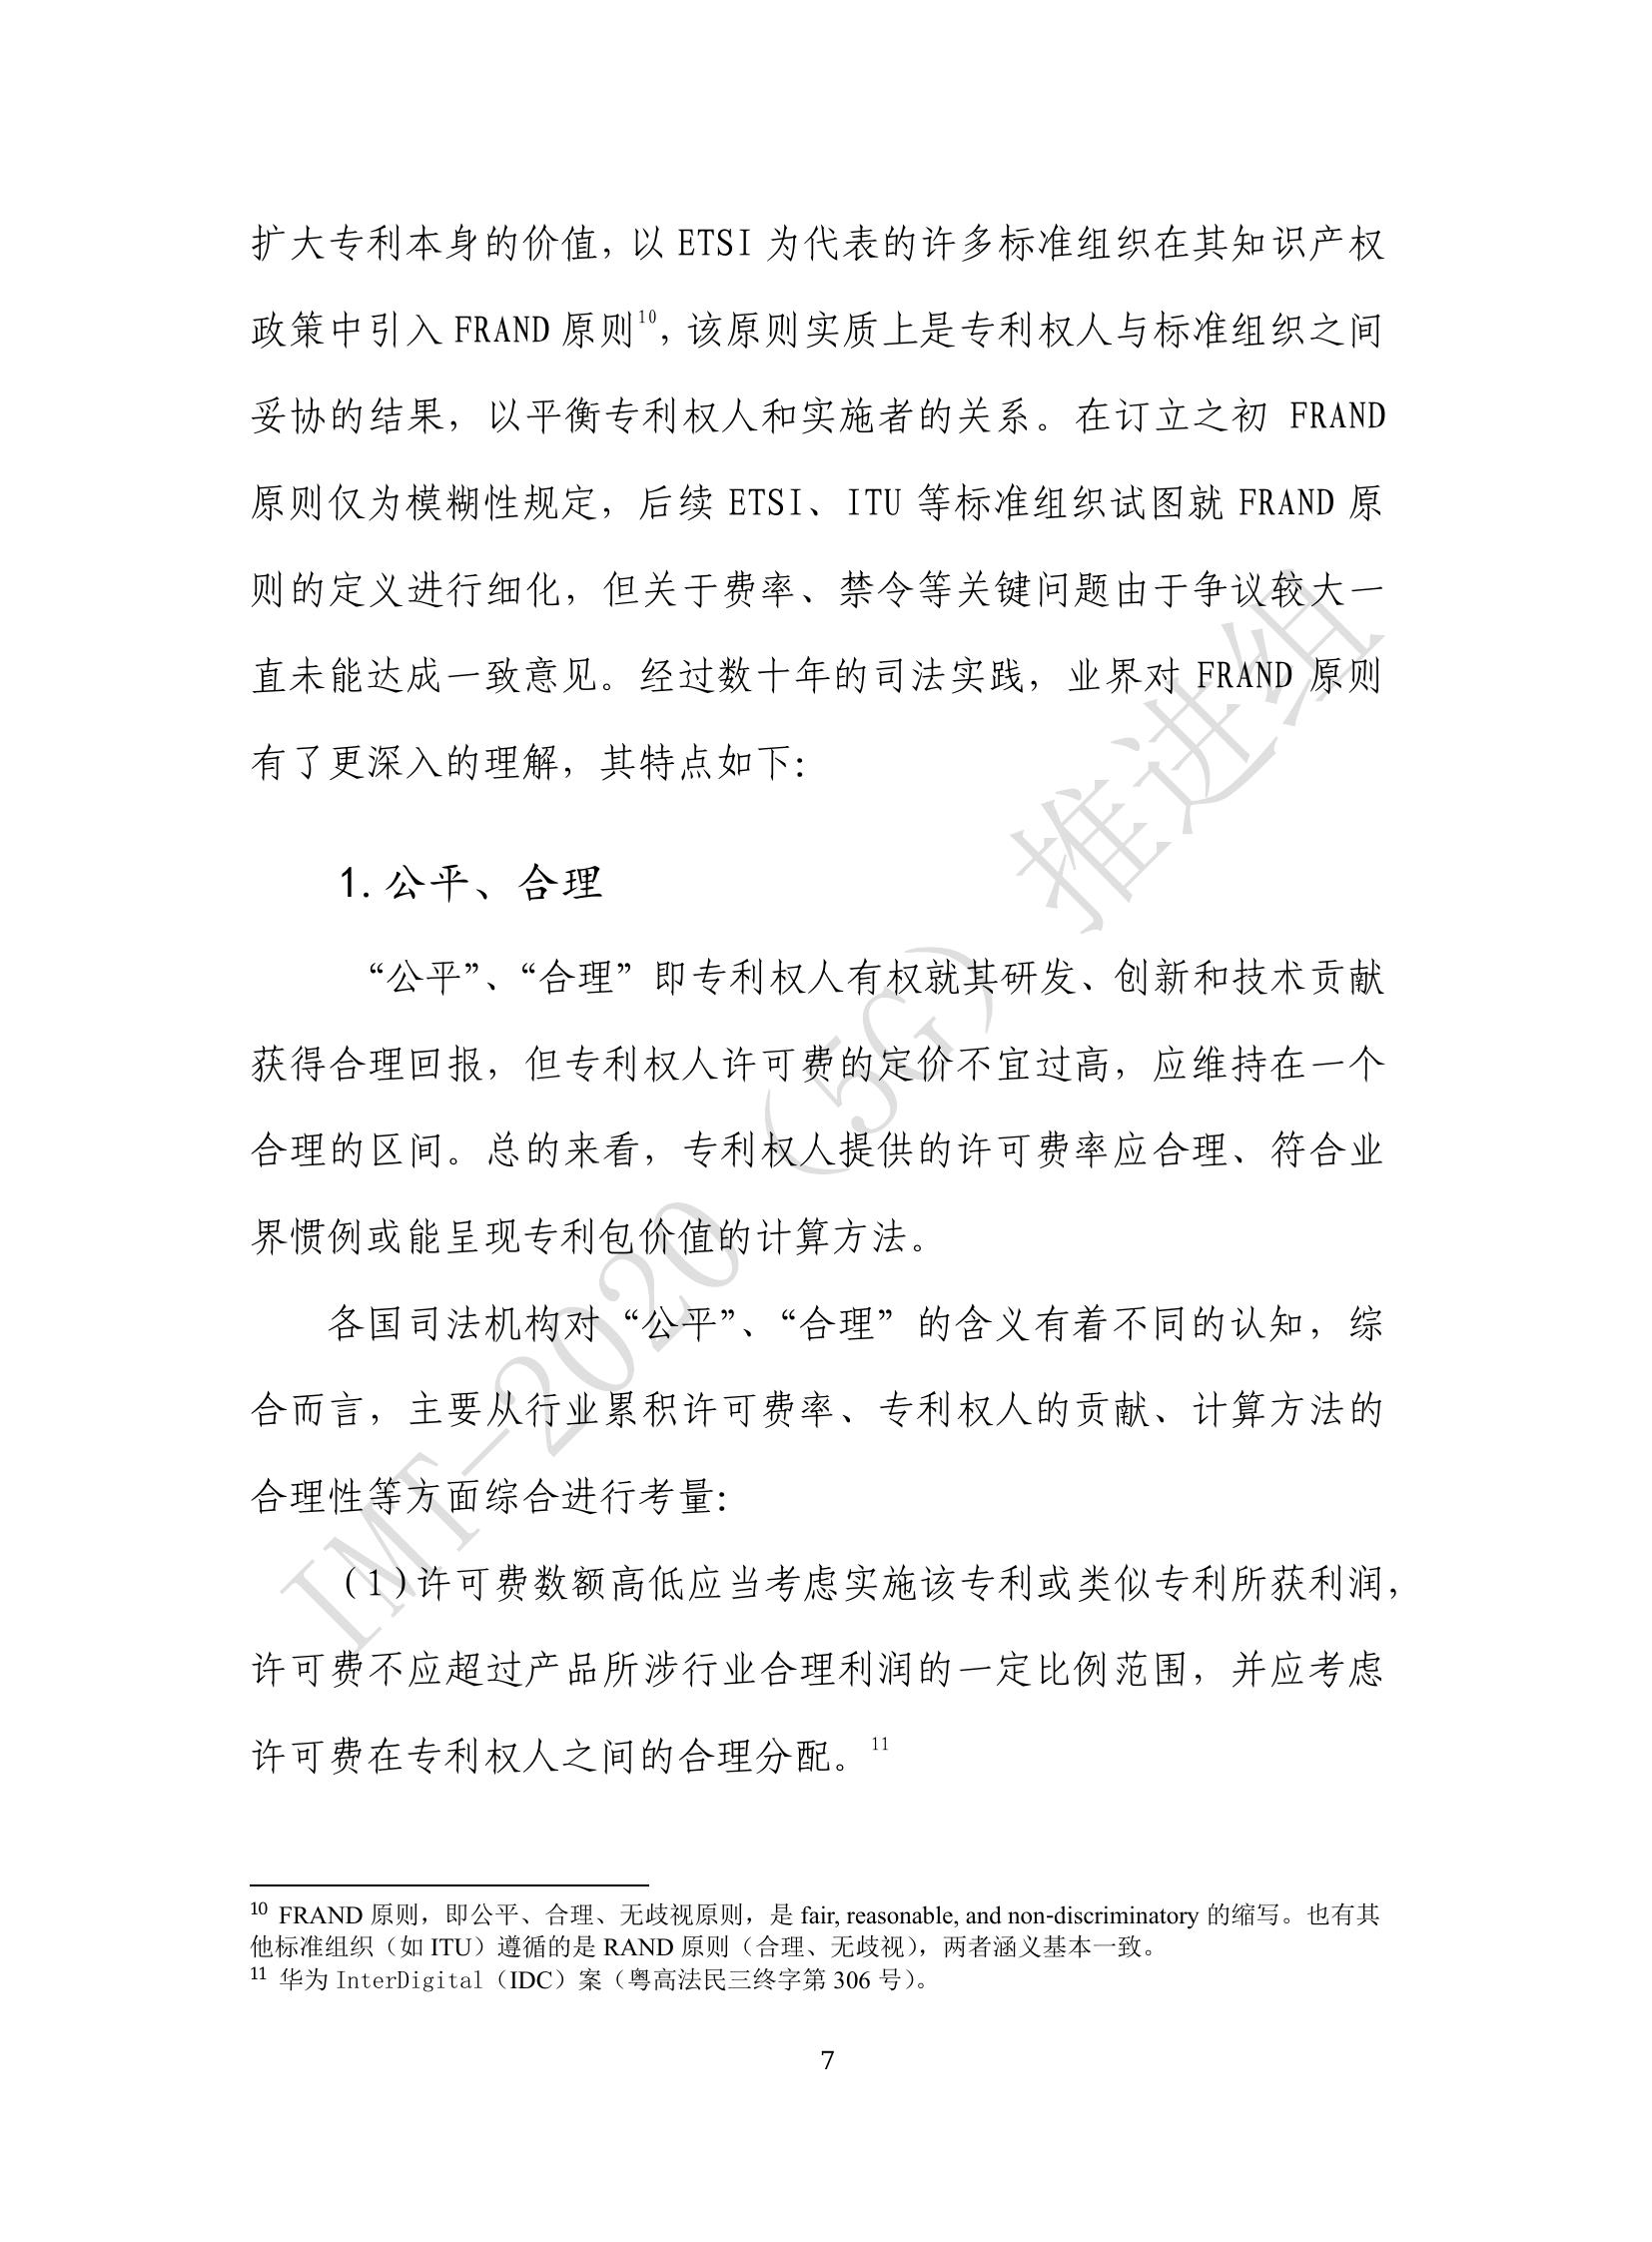 扩大专利本身的价值，以 ETSI 为代表的许多标准组织在其知识产权
政策中引入 FRAND 原则10，该原则实质上是专利权人与标准组织之间
妥协的结果，以平衡专利权人和实施者的关系。在订立之初 FRAND
原则仅为模糊性规定，后续 ETSI、ITU 等标准组织试图就 FRAND 原
则的定义进行细化，但关于费率、禁令等关键问题由于争议较大一
直未能达成一致意见。经过数十年的司法实践，业界对 FRAND 原则
有了更深入的理解，其特点如下：
1.公平、合理
“公平”、“合理”即专利权人有权就其研发、创新和技术贡献
获得合理回报，但专利权人许可费的定价不宜过高，应维持在一个
合理的区间。总的来看，专利权人提供的许可费率应合理、符合业
界惯例或能呈现专利包价值的计算方法。
各国司法机构对“公平”、“合理”的含义有着不同的认知，综
合而言，主要从行业累积许可费率、专利权人的贡献、计算方法的
合理性等方面综合进行考量：
（1）许可费数额高低应当考虑实施该专利或类似专利所获利润，
许可费不应超过产品所涉行业合理利润的一定比例范围，并应考虑
许可费在专利权人之间的合理分配。11
10 FRAND 原则，即公平、合理、无歧视原则，是 fair, reasonable, and non-discriminatory 的缩写。也有其
他标准组织（如 ITU）遵循的是 RAND 原则（合理、无歧视），两者涵义基本一致。
11 华为 InterDigital（IDC）案（粤高法民三终字第 306 号）。
7
IMT-2020（5G）推进组